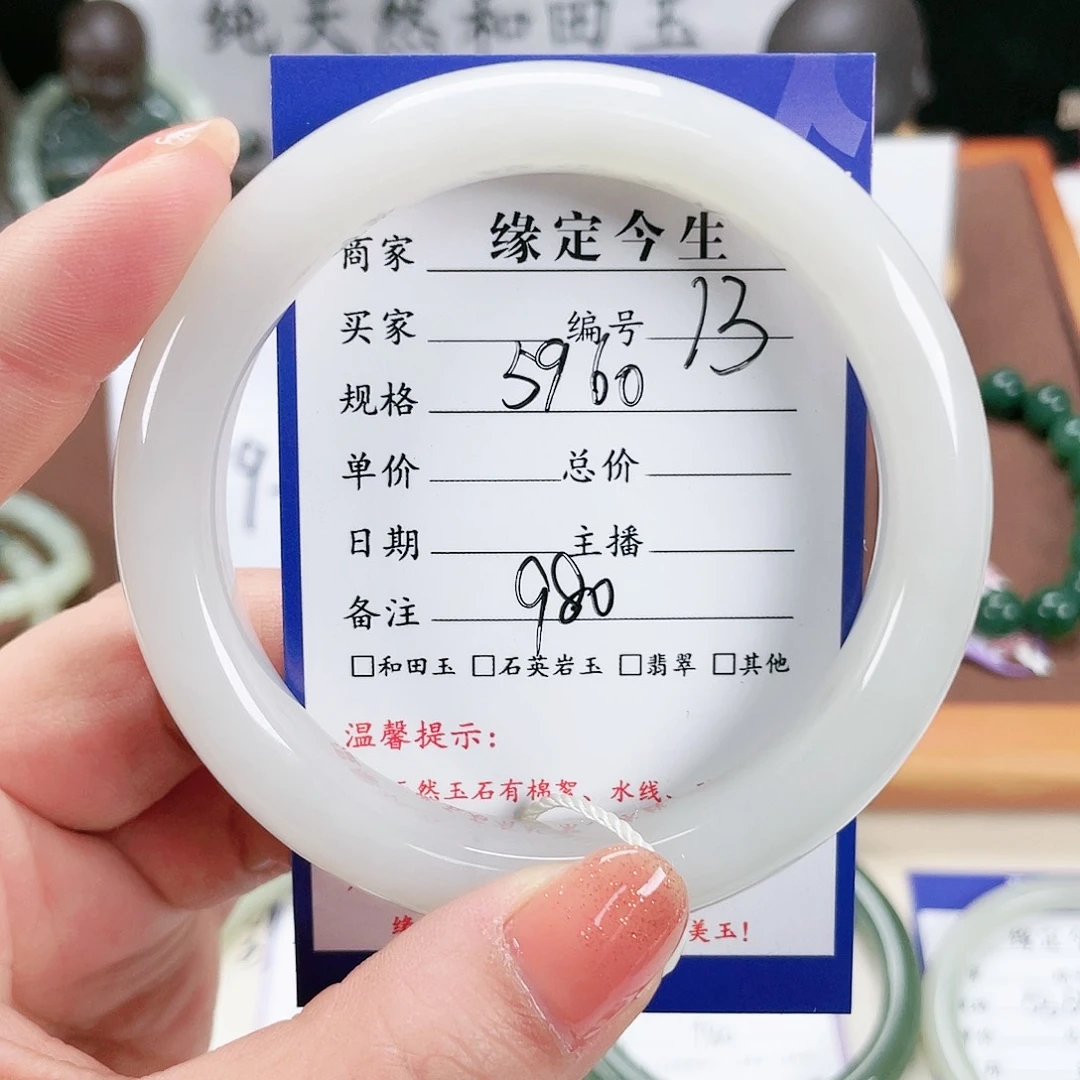 纯天然和田玉
商家 缘定今生
买家 编号 13
规格 5960
单价 总价
日期 主播
备注 980
□和田玉 □石英岩玉 □翡翠 □其他
温馨提示:
然玉石有棉絮、水线、
缘 美玉!